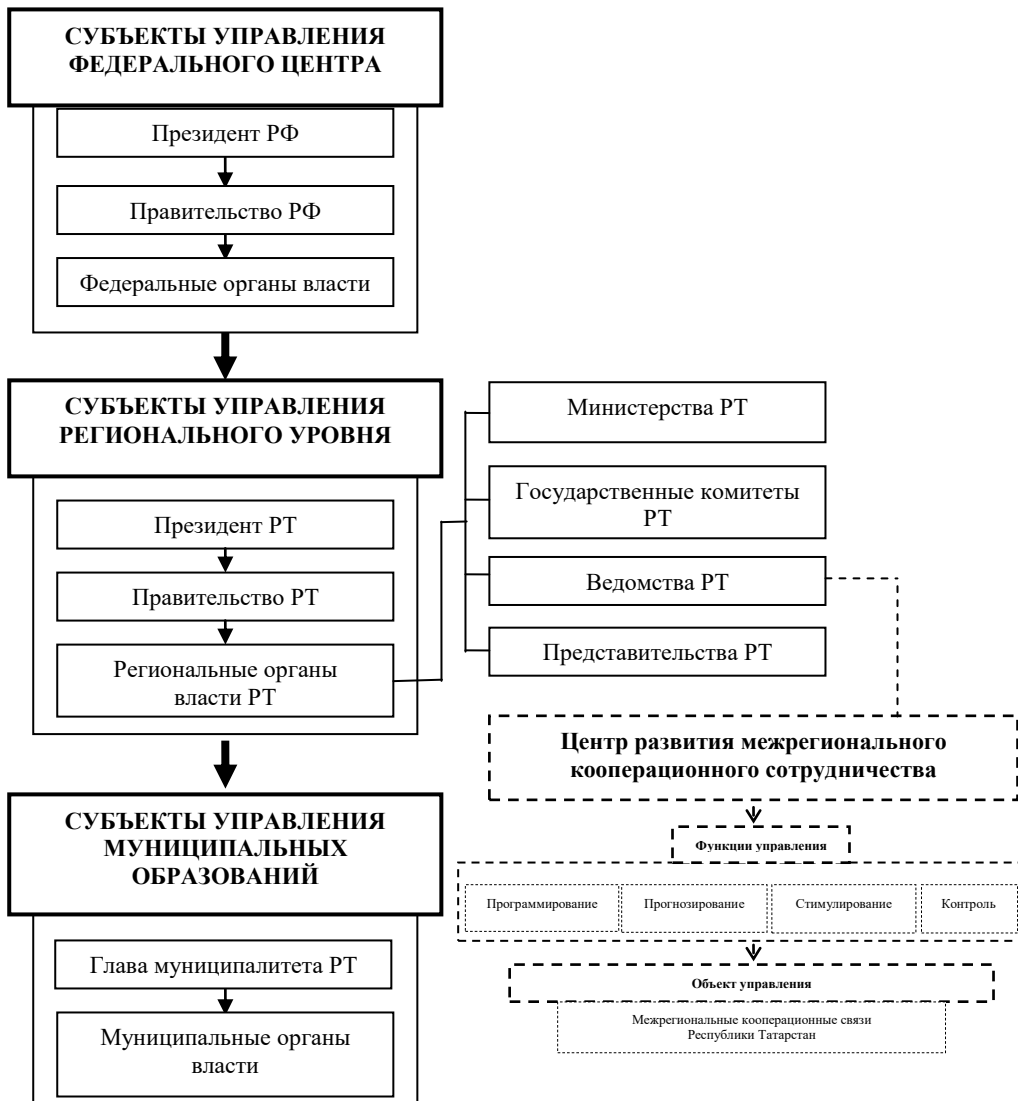 СУБЪЕКТЫ УПРАВЛЕНИЯ
ФЕДЕРАЛЬНОГО ЦЕНТРА
Президент РФ
Правительство РФ
Федеральные органы власти
СУБЪЕКТЫ УПРАВЛЕНИЯ
РЕГИОНАЛЬНОГО УРОВНЯ
Президент РТ
Правительство РТ
Региональные органы
власти РТ
Министерства РТ
Государственные комитеты
РТ
Ведомства РТ
Представительства РТ
Центр развития межрегионального
кооперационного сотрудничества
Функции управления
Программирование
Прогнозирование
Стимулирование
Контроль
Объект управления
Межрегиональные кооперационные связи
Республики Татарстан
СУБЪЕКТЫ УПРАВЛЕНИЯ
МУНИЦИПАЛЬНЫХ
ОБРАЗОВАНИЙ
Глава муниципалитета РТ
Муниципальные органы
власти